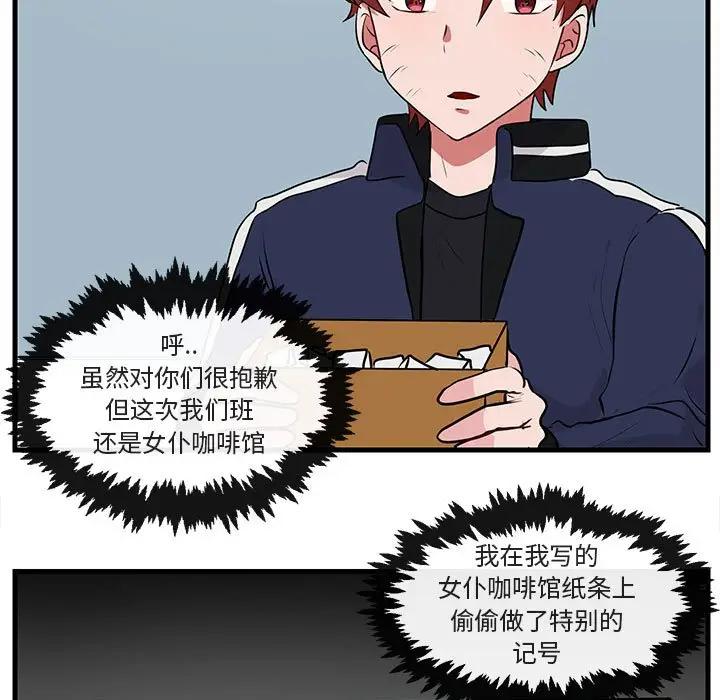 呼..
虽然对你们很抱歉
但这次我们班
还是女仆咖啡馆
我在我写的
女仆咖啡馆纸条上
偷偷做了特别的
记号